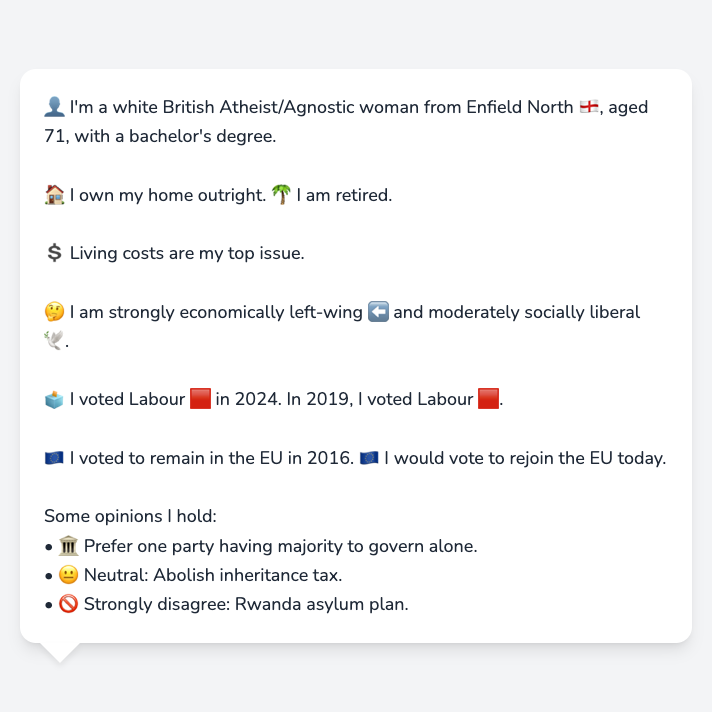 👤 I'm a white British Atheist/Agnostic woman from Enfield North 🏴󠁧󠁢󠁥󠁮󠁧󠁿, aged
71, with a bachelor's degree.
🏠 I own my home outright. 🌴 I am retired.
💲 Living costs are my top issue.
🤔 I am strongly economically left-wing ⬅️ and moderately socially liberal
🕊️.
🗳️ I voted Labour 🟥 in 2024. In 2019, I voted Labour 🟥.
🇪🇺 I voted to remain in the EU in 2016. 🇪🇺 I would vote to rejoin the EU today.
Some opinions I hold:
• 🏛️ Prefer one party having majority to govern alone.
• 😐 Neutral: Abolish inheritance tax.
• 🚫 Strongly disagree: Rwanda asylum plan.